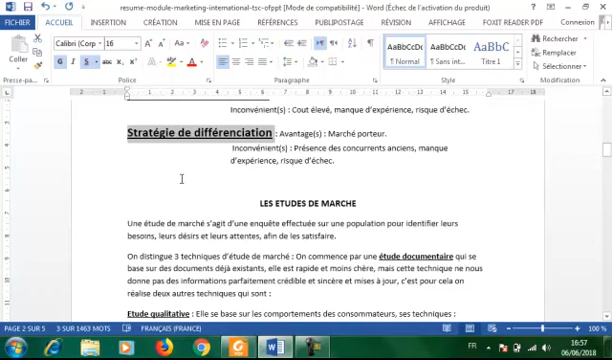 resume-module-marketing-international-tsc-ofppt [Mode de compatibilité] - Word (Échec de l'activation du produit)
FICHIER ACCUEIL INSERTION CRÉATION MISE EN PAGE RÉFÉRENCES PUBLIPOSTAGE RÉVISION AFFICHAGE FOXIT READER PDF Connexion
Coller
Calibri (Corp 16
G I S abc
AaBbCcDc AaBbCcDc AaBbC
¶ Normal ¶ Sans int... Titre 1
Rechercher
Remplacer
Sélectionner
Presse-pa... Police Paragraphe Style Modification
Inconvénient(s) : Cout élevé, manque d'expérience, risque d'échec.
Stratégie de différenciation : Avantage(s) : Marché porteur.
Inconvénient(s) : Présence des concurrents anciens, manque
d'expérience, risque d'échec.
LES ETUDES DE MARCHE
Une étude de marché s'agit d'une enquête effectuée sur une population pour identifier leurs
besoins, leurs désirs et leurs attentes, afin de les satisfaire.
On distingue 3 techniques d'étude de marché : On commence par une étude documentaire qui se
base sur des documents déjà existants, elle est rapide et moins chère, mais cette technique ne nous
donne pas des informations parfaitement crédible et sincère et mises à jour, c'est pour cela on
réalise deux autres techniques qui sont :
Etude qualitative : Elle se base sur les comportements des consommateurs, ses techniques :
PAGE 2 SUR 5 3 SUR 1463 MOTS FRANÇAIS (FRANCE) 100 %
FR 16:57
06/06/2018